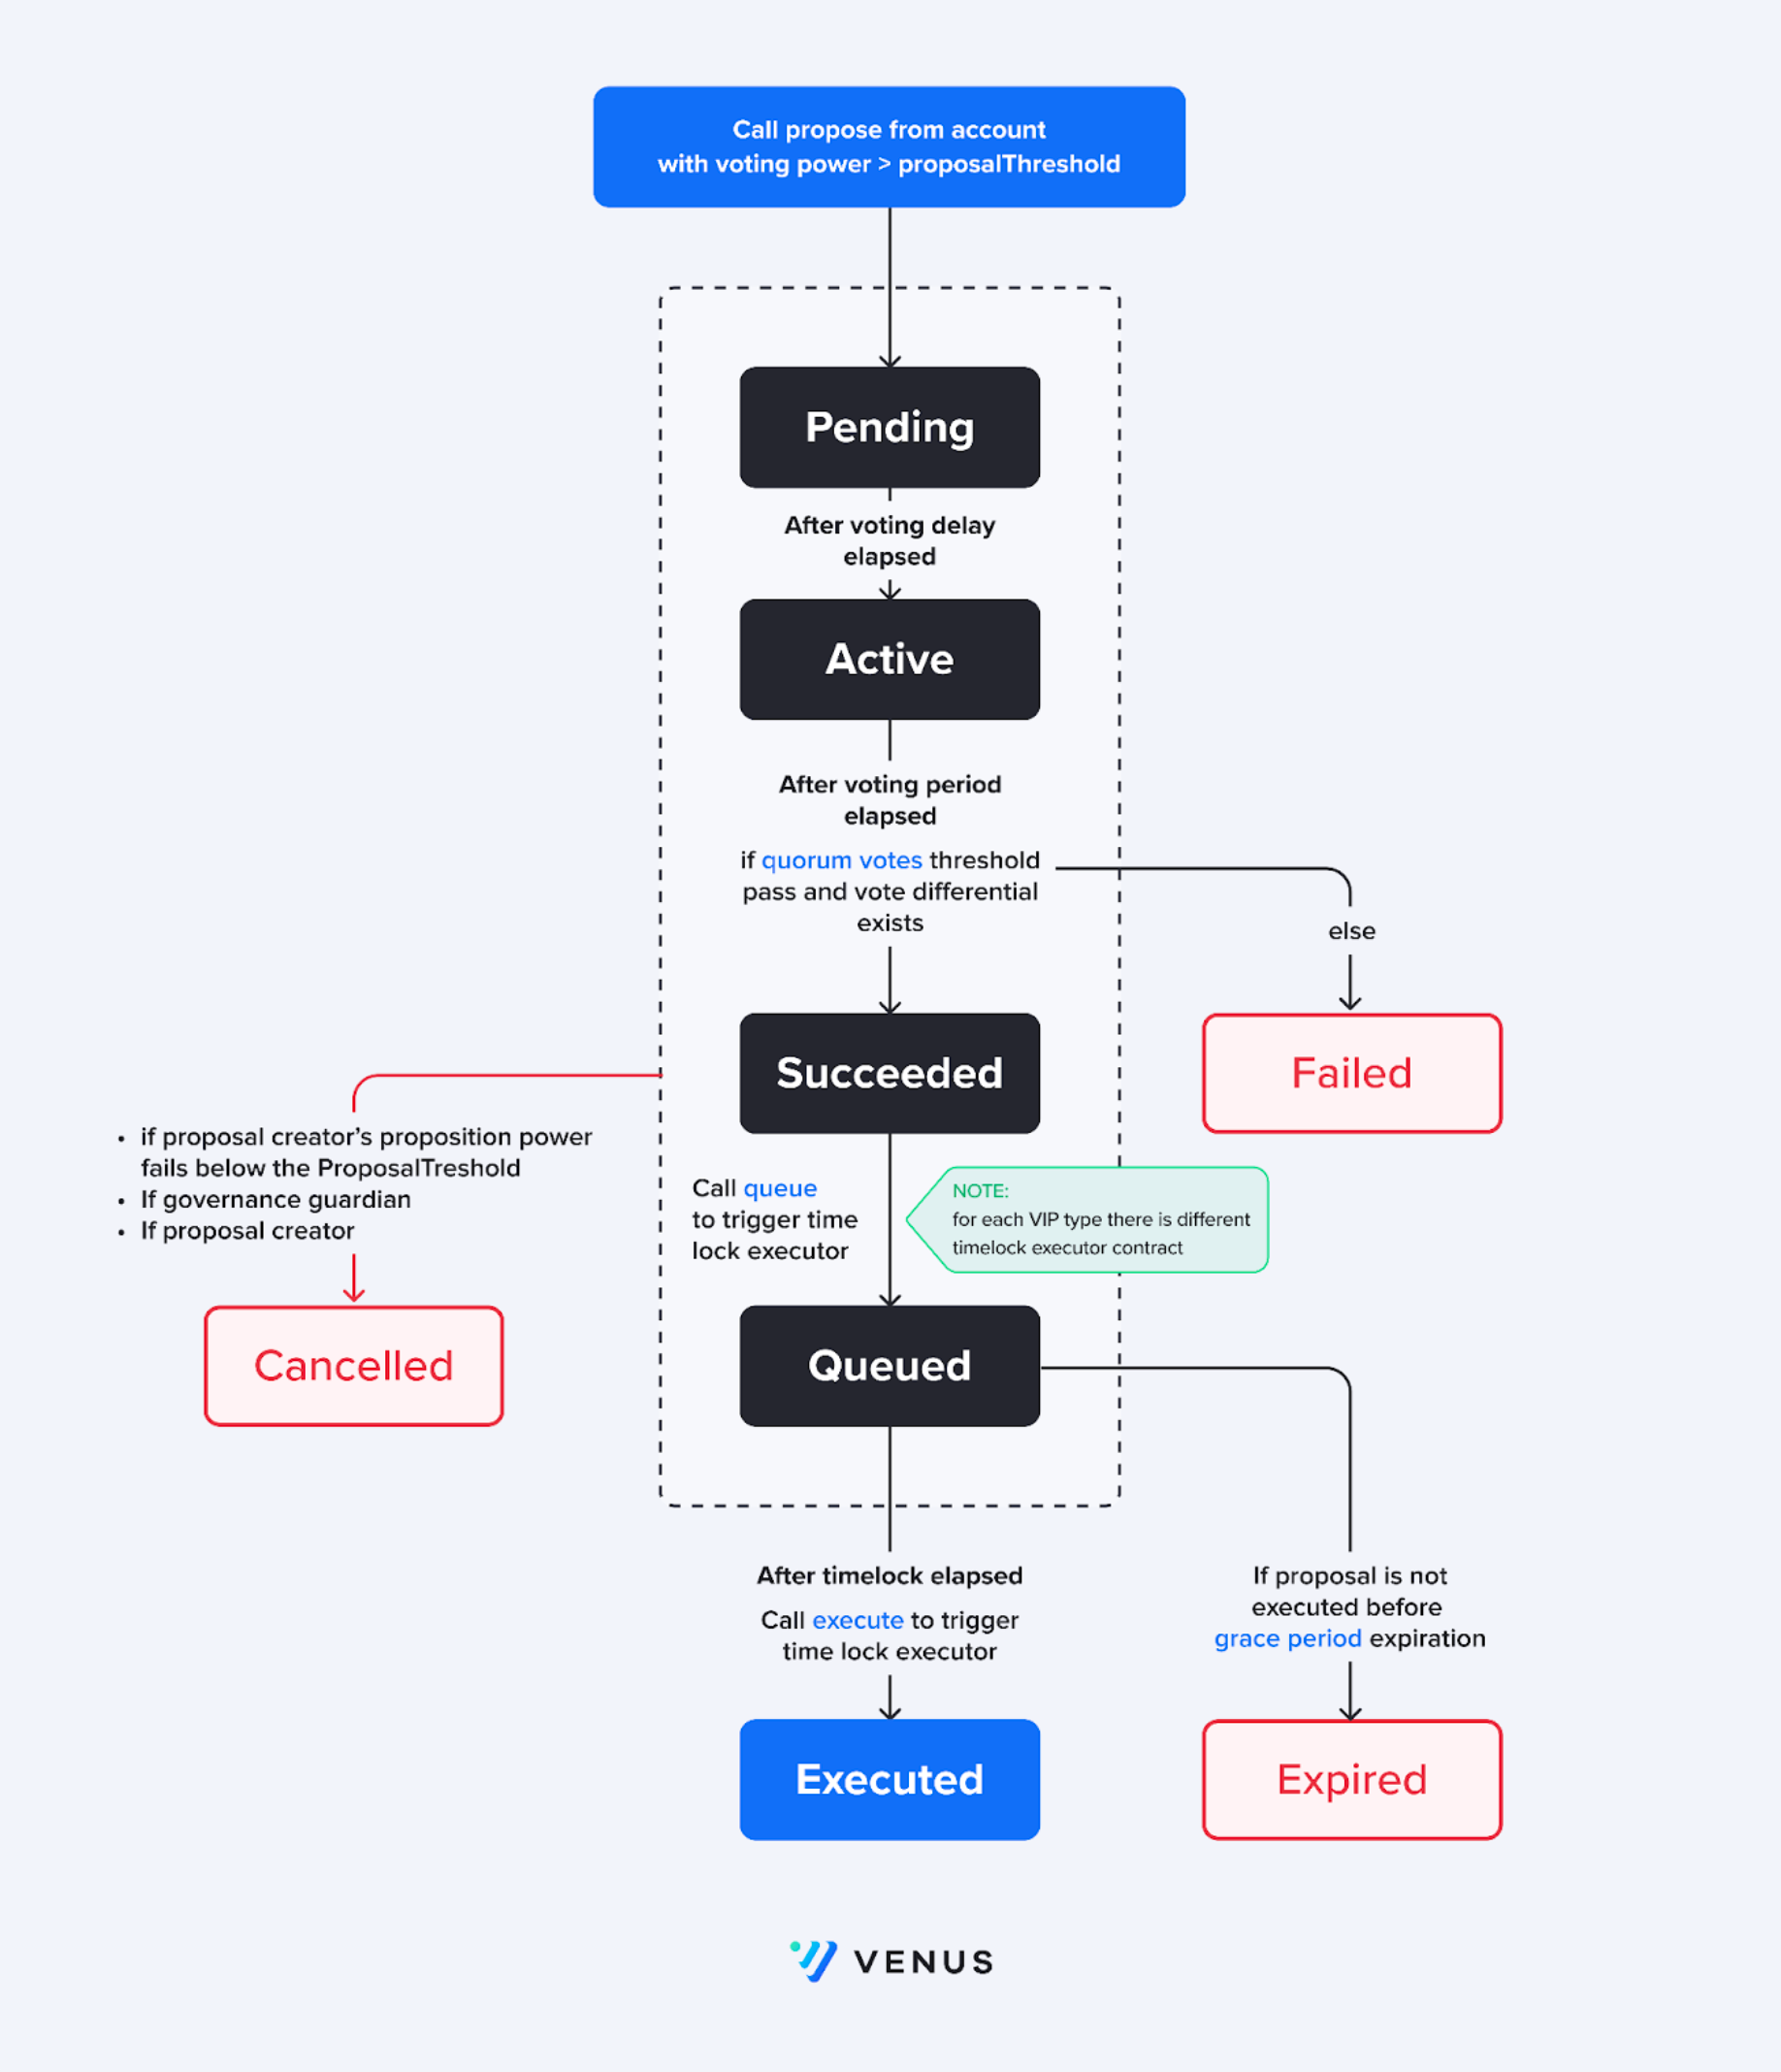 Call propose from account
with voting power > proposalThreshold
Pending
After voting delay
elapsed
Active
After voting period
elapsed
if quorum votes threshold
pass and vote differential
exists
else
Succeeded
Failed
• if proposal creator’s proposition power
fails below the ProposalTreshold
• If governance guardian
• If proposal creator
Call queue
to trigger time
lock executor
NOTE:
for each VIP type there is different
timelock executor contract
Cancelled
Queued
After timelock elapsed
Call execute to trigger
time lock executor
If proposal is not
executed before
grace period expiration
Executed
Expired
VENUS